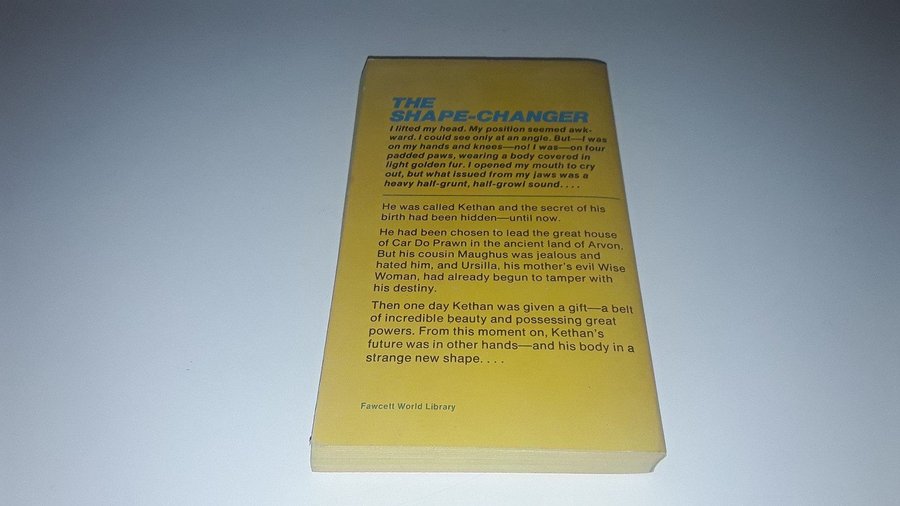 THE
SHAPE-CHANGER
I lifted my head. My position seemed awk-
ward. I could see only at an angle. But—I was
on my hands and knees—no! I was—on four
padded paws, wearing a body covered in
light golden fur. I opened my mouth to cry
out, but what issued from my jaws was a
heavy half-grunt, half-growl sound. . . .
He was called Kethan and the secret of his
birth had been hidden—until now.
He had been chosen to lead the great house
of Car Do Prawn in the ancient land of Arvon.
But his cousin Maughus was jealous and
hated him, and Ursilla, his mother's evil Wise
Woman, had already begun to tamper with
his destiny.
Then one day Kethan was given a gift—a belt
of incredible beauty and possessing great
powers. From this moment on, Kethan's
future was in other hands—and his body in a
strange new shape. . . .
Fawcett World Library